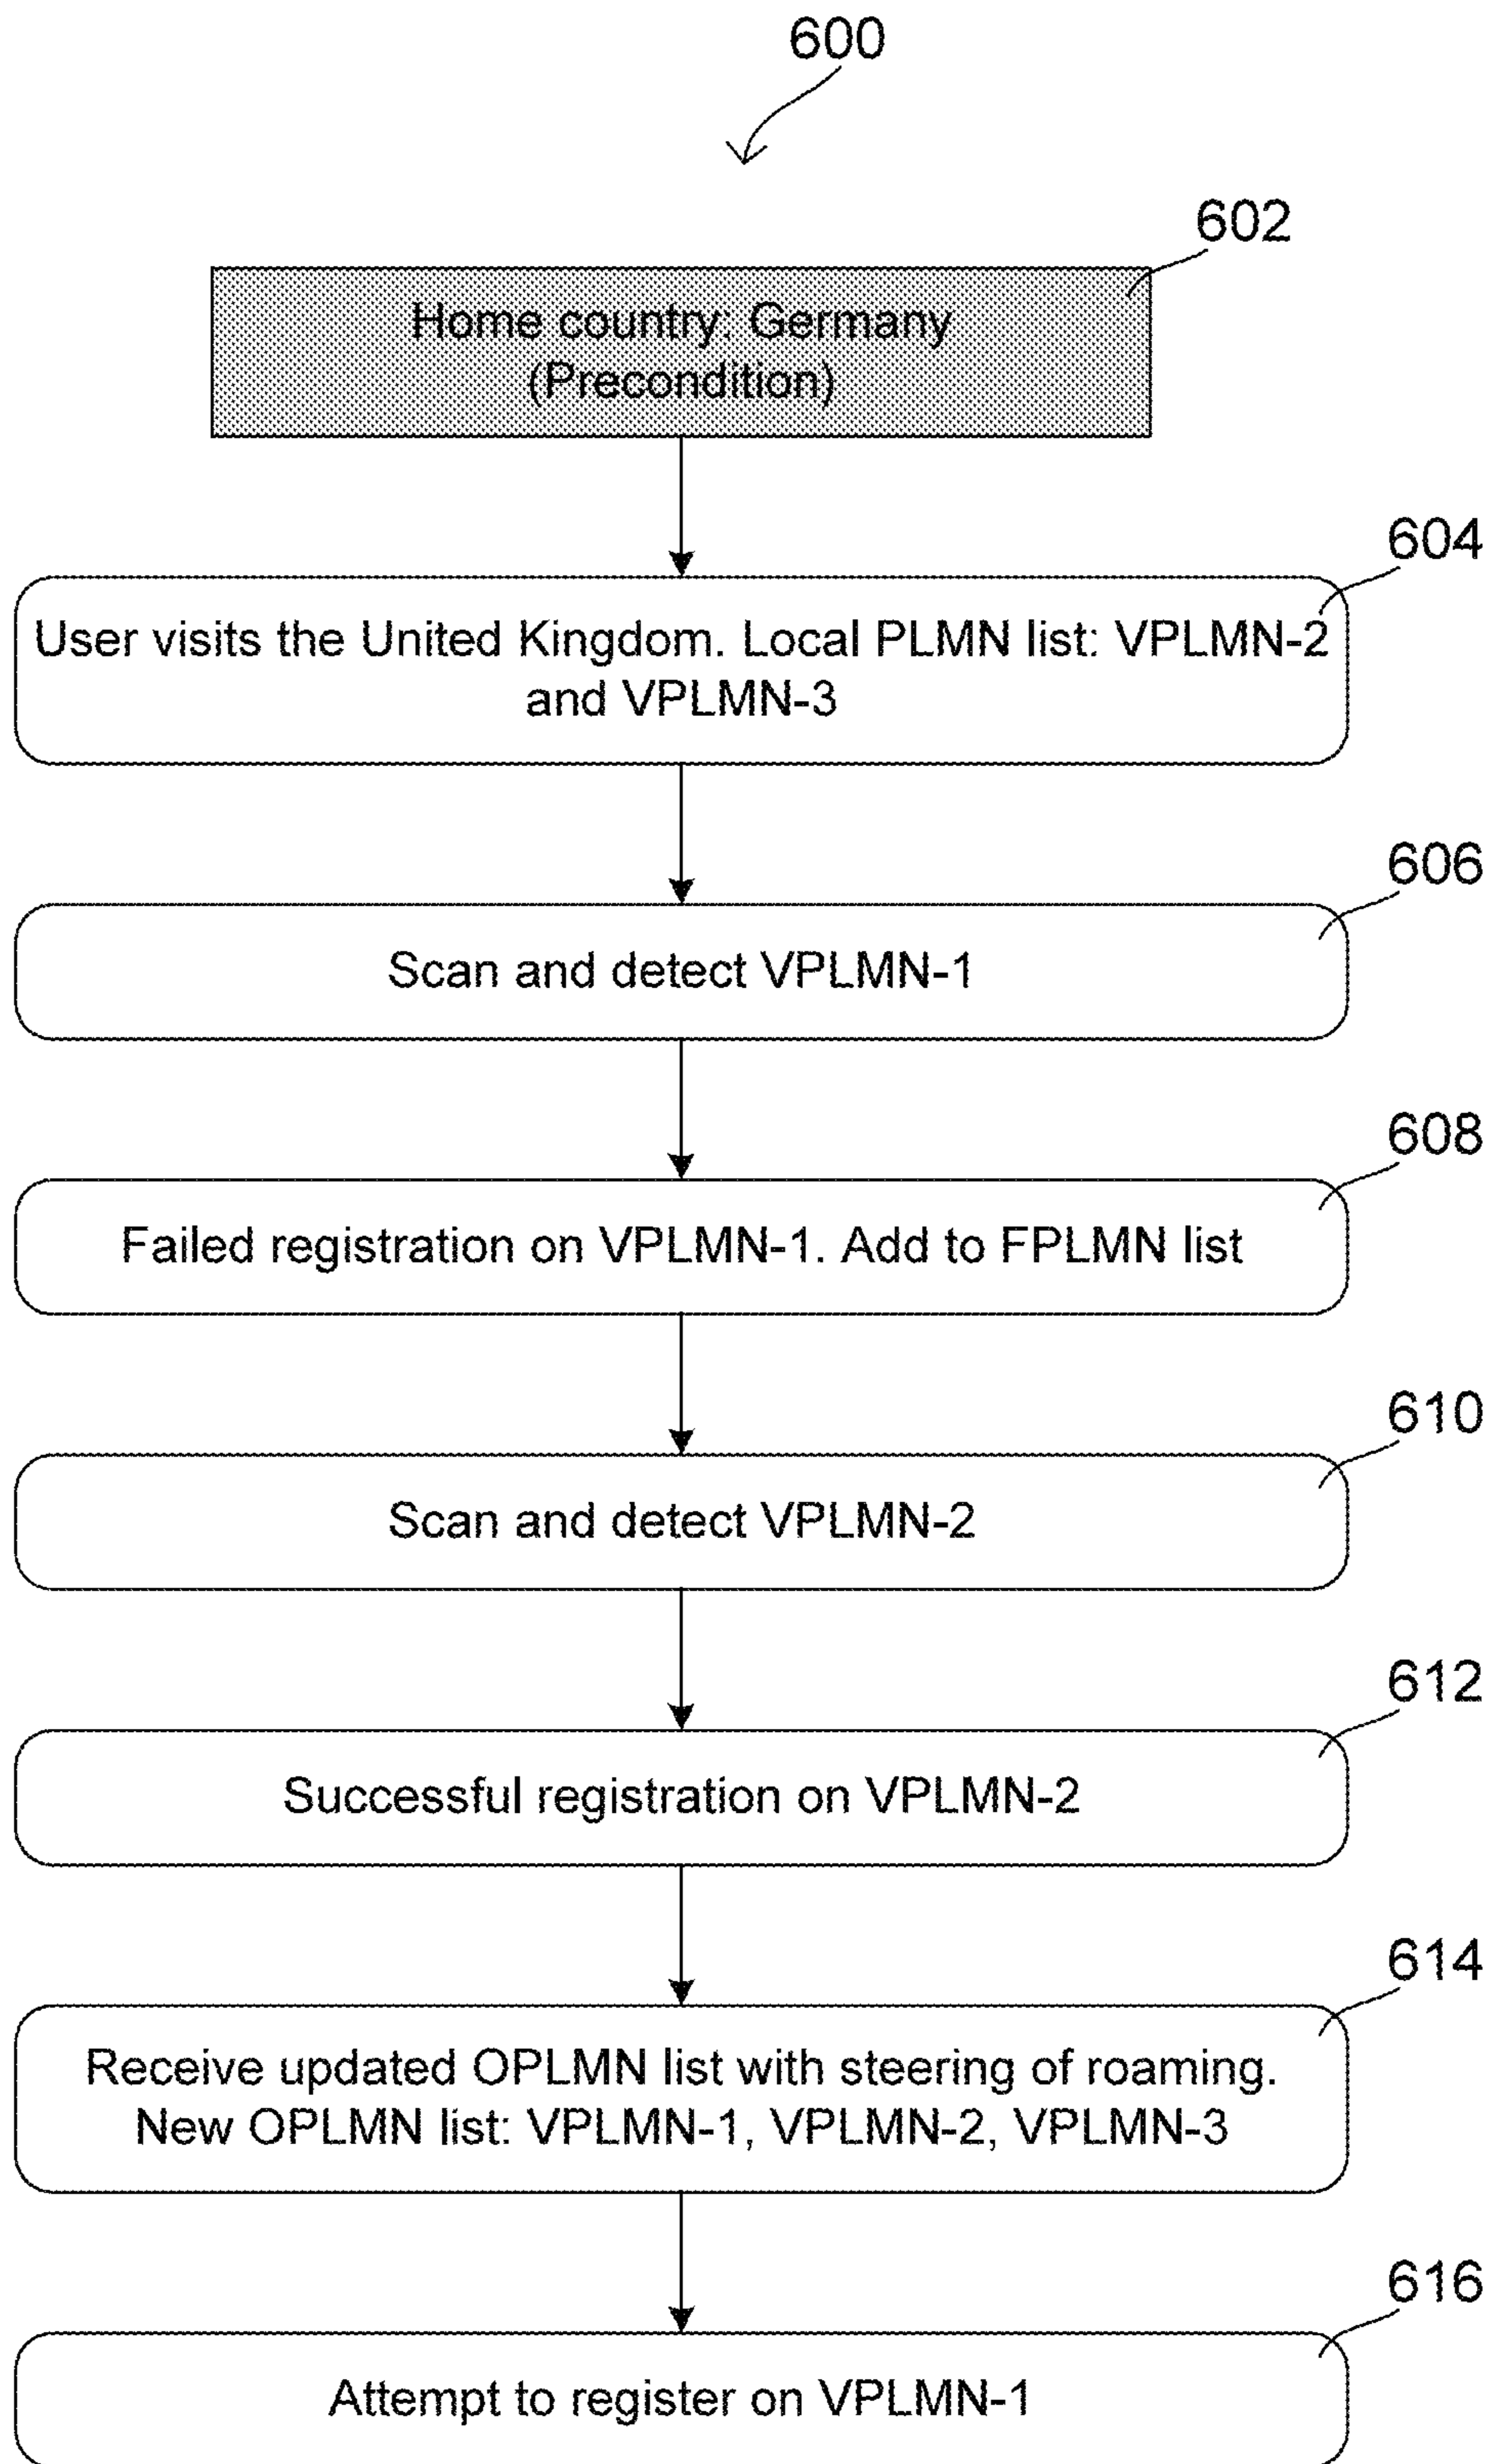 600
602
Home country: Germany
(Precondition)
604
User visits the United Kingdom. Local PLMN list: VPLMN-2
and VPLMN-3
606
Scan and detect VPLMN-1
608
Failed registration on VPLMN-1. Add to FPLMN list
610
Scan and detect VPLMN-2
612
Successful registration on VPLMN-2
614
Receive updated OPLMN list with steering of roaming.
New OPLMN list: VPLMN-1, VPLMN-2, VPLMN-3
616
Attempt to register on VPLMN-1